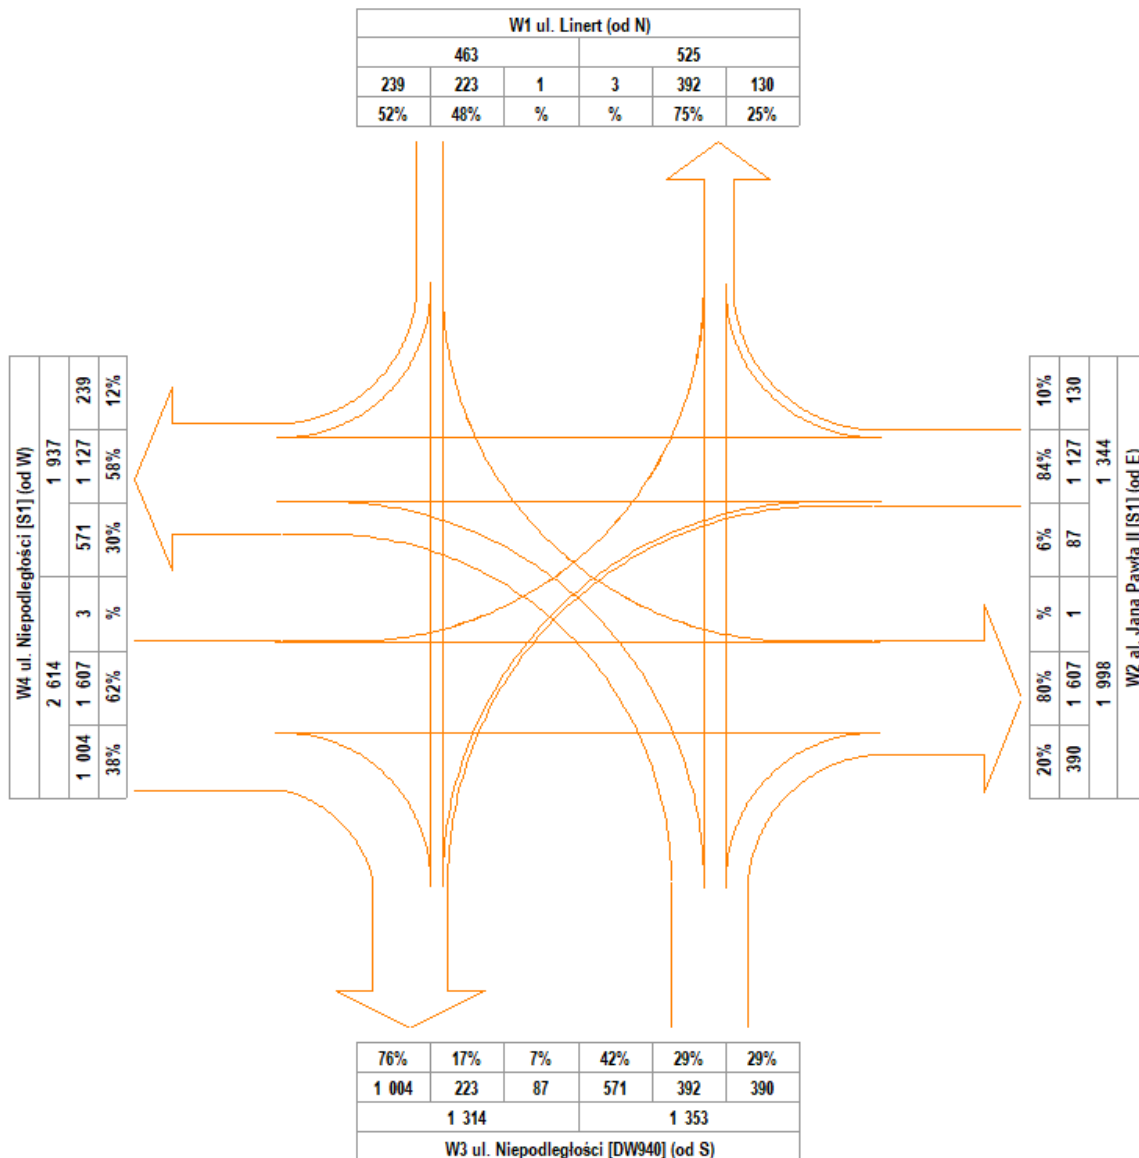 W1 ul. Linert (od N)
463 525
239 223 1 3 392 130
52% 48% % % 75% 25%
W4 ul. Niepodległości [S1] (od W)
2 614 1 937
1 004 1 607 3 571 1 127 239
38% 62% % 30% 58% 12%
20% 80% % 6% 84% 10%
390 1 607 1 87 1 127 130
1 998 1 344
W2 al. Jana Pawła II [S1] (od E)
76% 17% 7% 42% 29% 29%
1 004 223 87 571 392 390
1 314 1 353
W3 ul. Niepodległości [DW940] (od S)